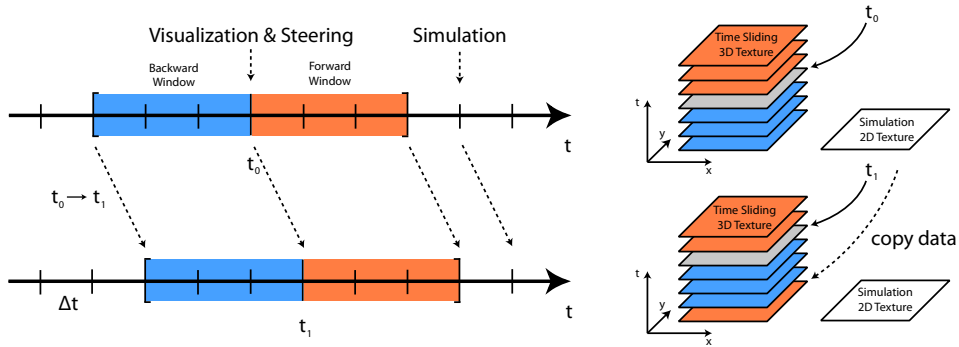 Visualization & Steering
Simulation
Backward
Window
Forward
Window
t
t₀
t₀ → t₁
Δt
t₁
t
t₀
Time Sliding
3D Texture
t
y
x
Simulation
2D Texture
t₁
Time Sliding
3D Texture
copy data
t
y
x
Simulation
2D Texture